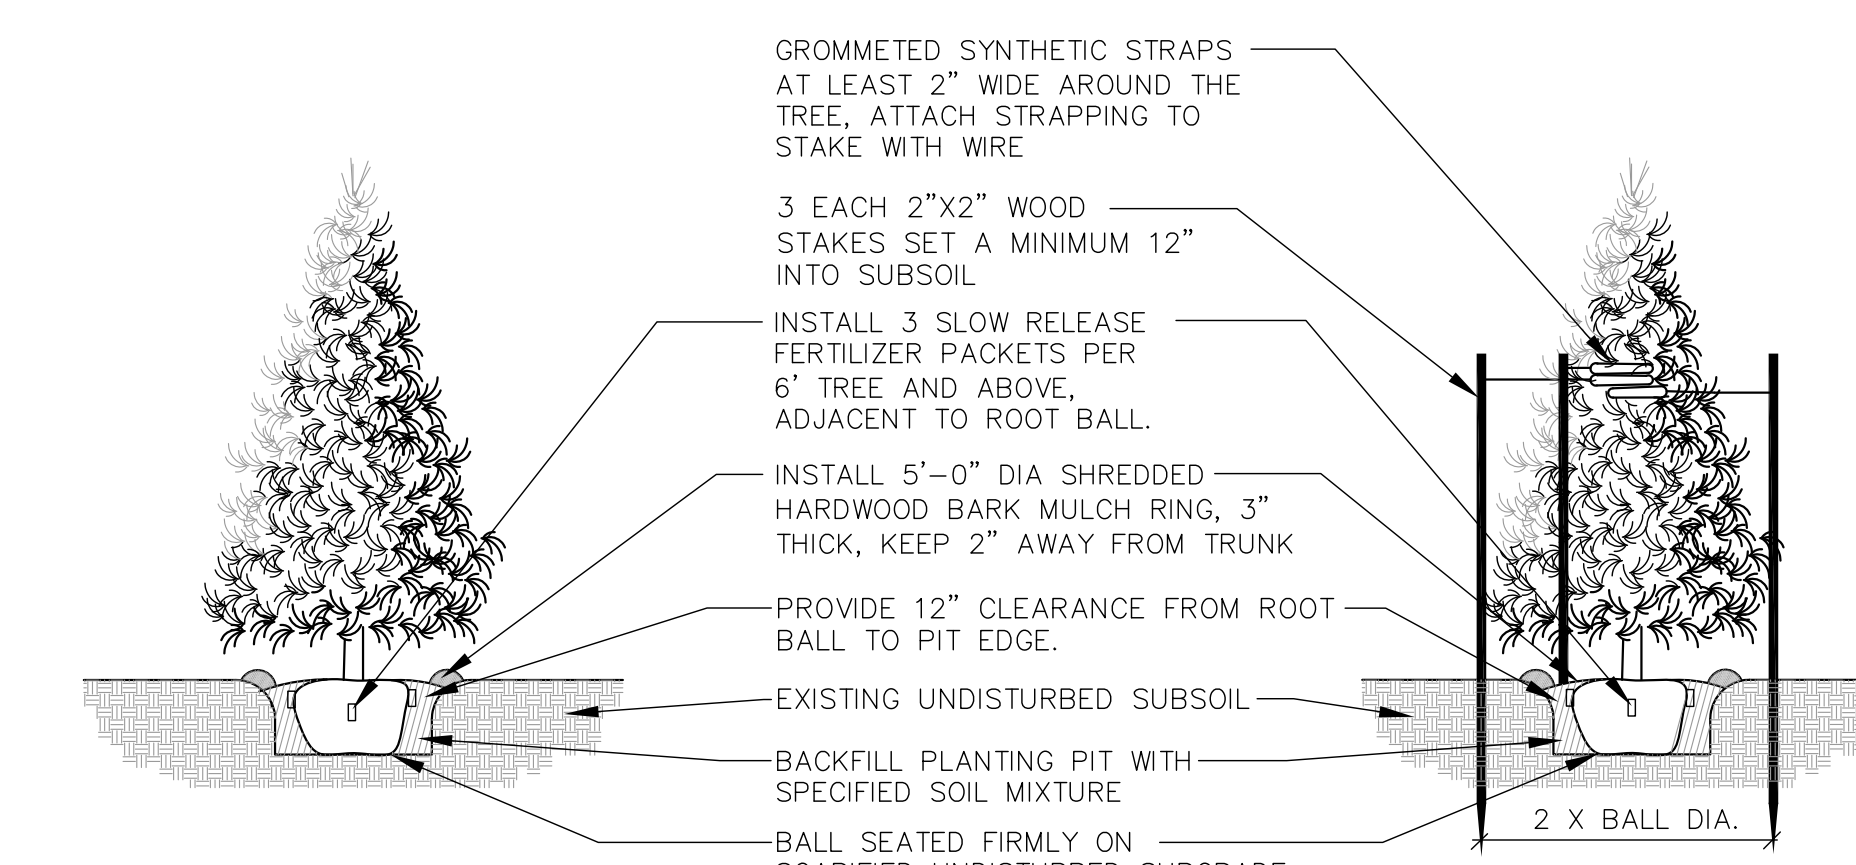 GROMMETED SYNTHETIC STRAPS
AT LEAST 2” WIDE AROUND THE
TREE, ATTACH STRAPPING TO
STAKE WITH WIRE
3 EACH 2”X2” WOOD
STAKES SET A MINIMUM 12”
INTO SUBSOIL
INSTALL 3 SLOW RELEASE
FERTILIZER PACKETS PER
6’ TREE AND ABOVE,
ADJACENT TO ROOT BALL.
INSTALL 5’-0” DIA SHREDDED
HARDWOOD BARK MULCH RING, 3”
THICK, KEEP 2” AWAY FROM TRUNK
PROVIDE 12” CLEARANCE FROM ROOT
BALL TO PIT EDGE.
EXISTING UNDISTURBED SUBSOIL
BACKFILL PLANTING PIT WITH
SPECIFIED SOIL MIXTURE
BALL SEATED FIRMLY ON
SCARIFIED UNDISTURBED SUBGRADE
2 X BALL DIA.